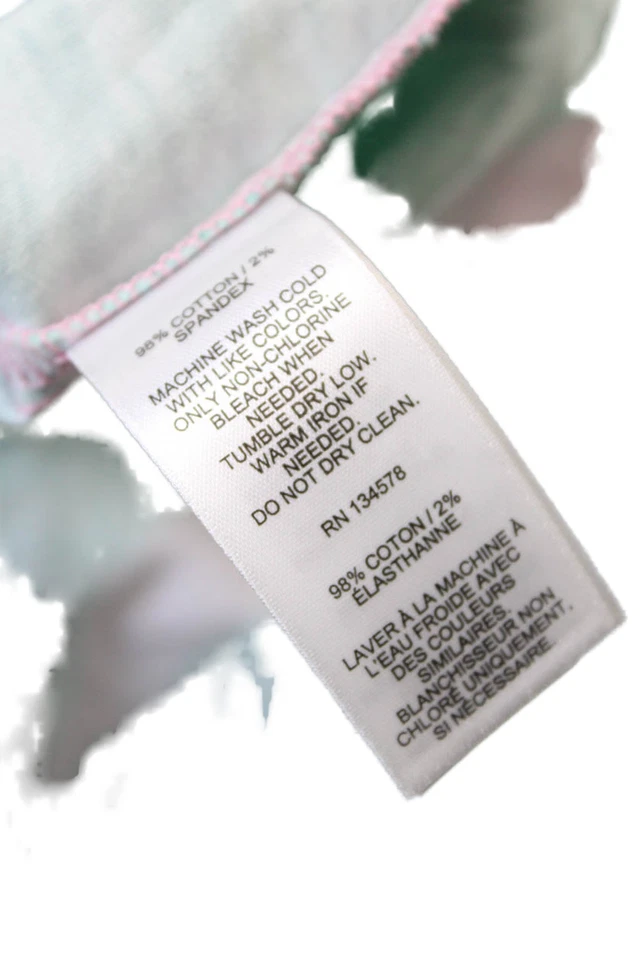 98% COTTON / 2%
SPANDEX
MACHINE WASH COLD
WITH LIKE COLORS.
ONLY NON-CHLORINE
BLEACH WHEN
NEEDED.
TUMBLE DRY LOW.
WARM IRON IF
NEEDED.
DO NOT DRY CLEAN.
RN 134578
98% COTON / 2%
ÉLASTHANNE
LAVER À LA MACHINE À
L'EAU FROIDE AVEC
DES COULEURS
SIMILAIRES.
BLANCHISSEUR NON
CHLORÉ UNIQUEMENT,
SI NÉCESSAIRE